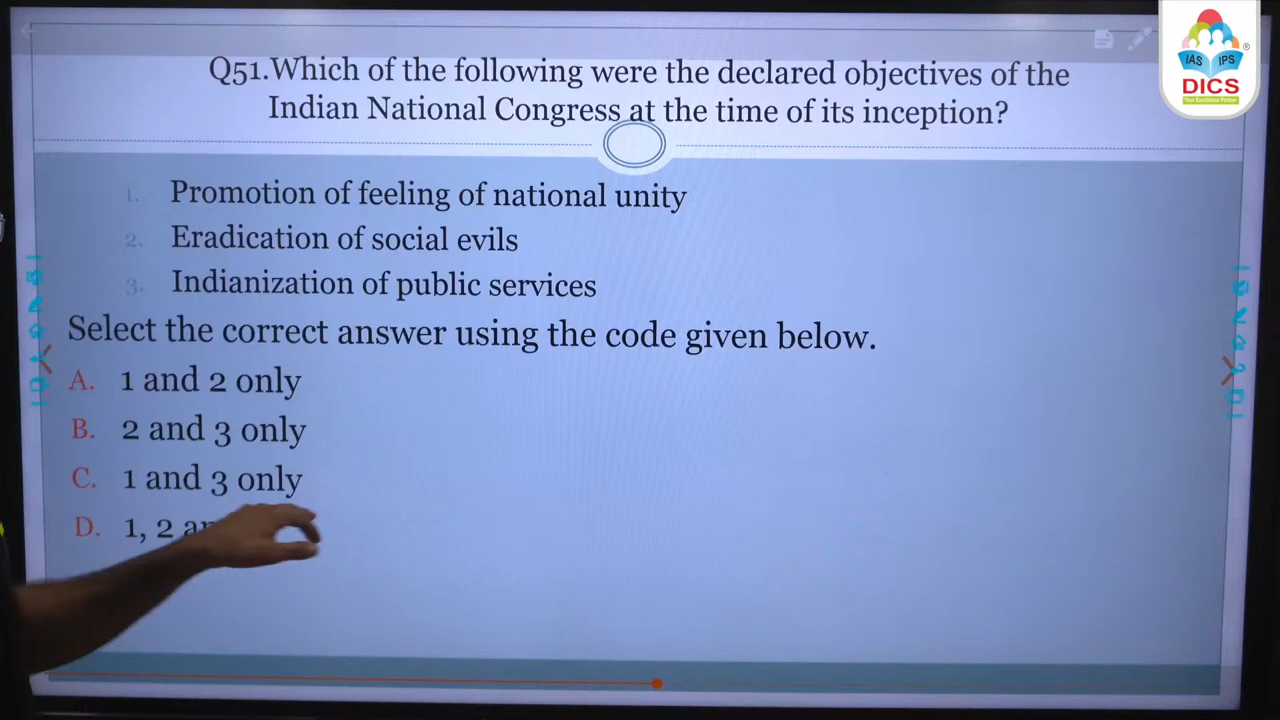 IAS IPS
DICS
Your Excellence Partner
Q51.Which of the following were the declared objectives of the
Indian National Congress at the time of its inception?
1. Promotion of feeling of national unity
2. Eradication of social evils
3. Indianization of public services
Select the correct answer using the code given below.
A. 1 and 2 only
B. 2 and 3 only
C. 1 and 3 only
D. 1, 2